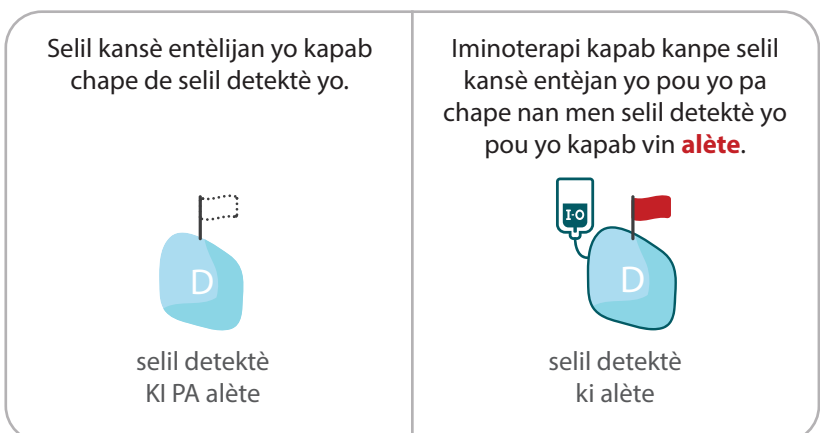 Selil kansè entèlijan yo kapab
chape de selil detektè yo.
D
selil detektè
KI PA alète
Iminoterapi kapab kanpe selil
kansè entèjan yo pou yo pa
chape nan men selil detektè yo
pou yo kapab vin alète.
I-O
D
selil detektè
ki alète